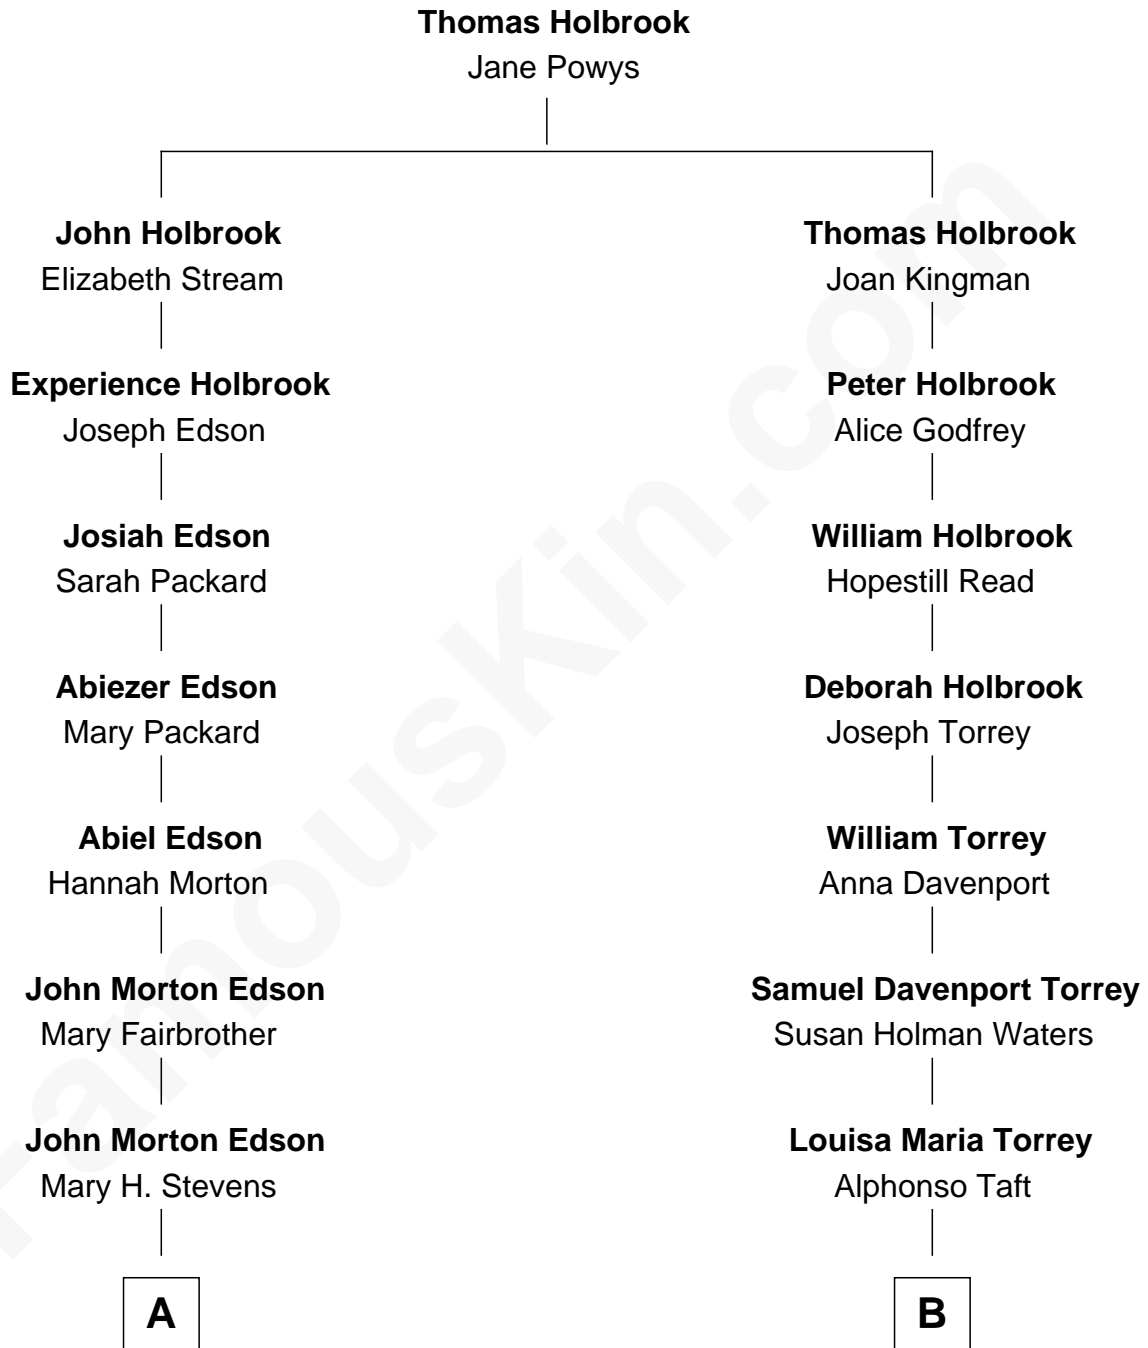 Thomas Holbrook
Jane Powys
John Holbrook
Elizabeth Stream
Thomas Holbrook
Joan Kingman
Experience Holbrook
Joseph Edson
Peter Holbrook
Alice Godfrey
Josiah Edson
Sarah Packard
William Holbrook
Hopestill Read
Abiezer Edson
Mary Packard
Deborah Holbrook
Joseph Torrey
Abiel Edson
Hannah Morton
William Torrey
Anna Davenport
John Morton Edson
Mary Fairbrother
Samuel Davenport Torrey
Susan Holman Waters
John Morton Edson
Mary H. Stevens
Louisa Maria Torrey
Alphonso Taft
A
B
FamousKin.com